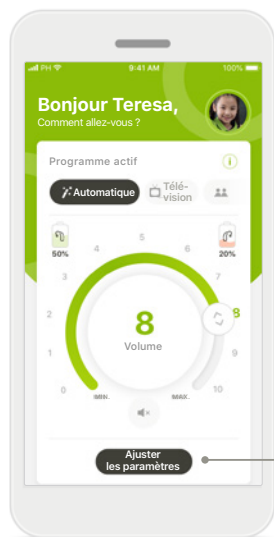 PH
9:41 AM
100%
Bonjour Teresa,
Comment allez-vous ?
Programme actif
i
Automatique
Télé-
vision
50%
20%
5
4
6
3
7
2
8
8
Volume
1
9
0
10
MIN.
MAX.
Ajuster
les paramètres